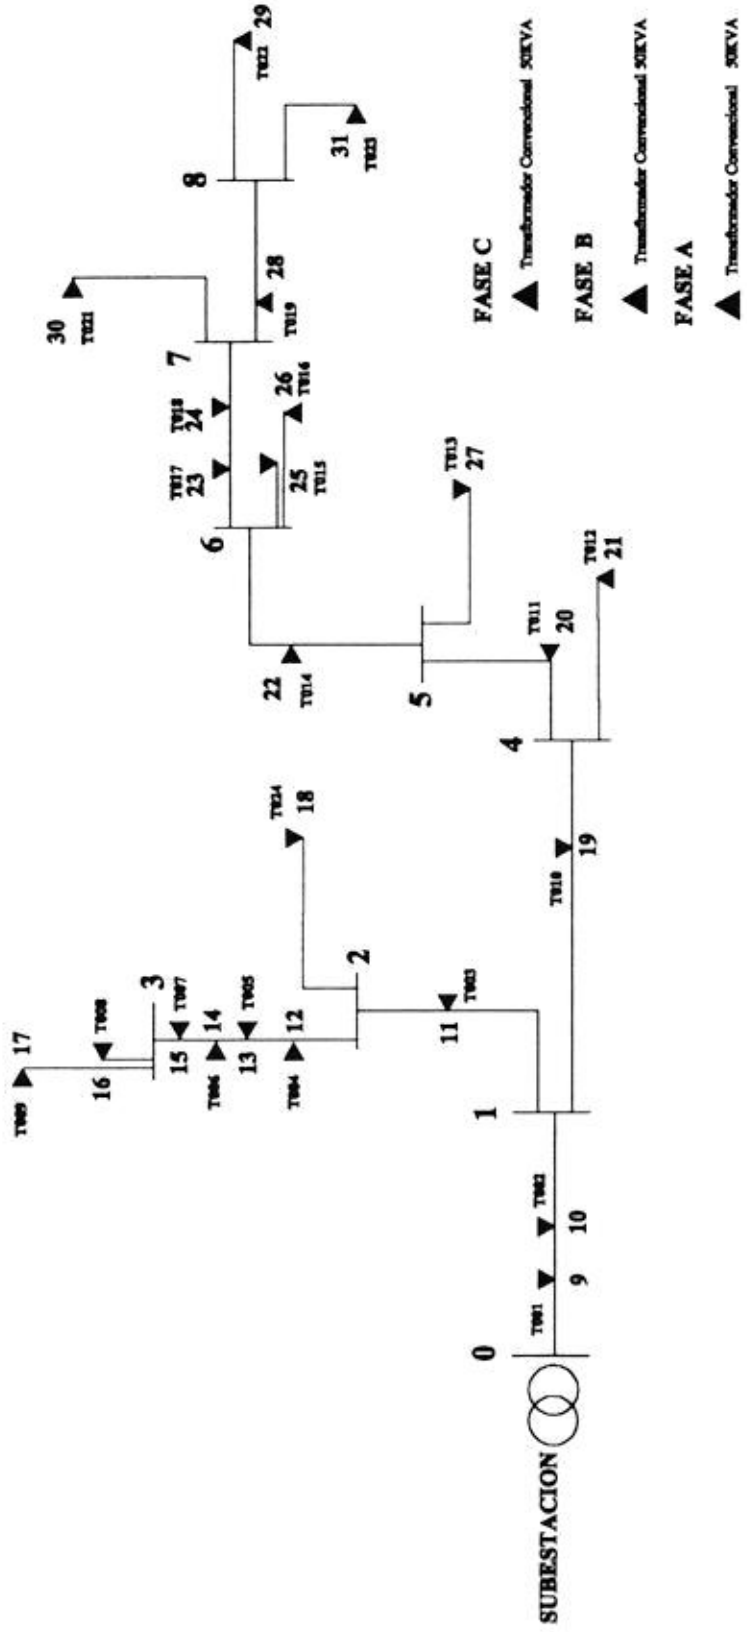 SUBESTACION
0
T001
9
T002
10
1
11
T003
2
T004
12
T005
13
T006
14
T007
15
3
T008
16
T009
17
T024
18
T010
19
4
T011
20
T012
21
5
T013
27
22
T014
6
T017
23
T018
24
25
T015
26
T016
7
30
T021
28
T019
8
29
T022
31
T023
FASE C
Transformador Convencional 50KVA
FASE B
Transformador Convencional 50KVA
FASE A
Transformador Convencional 50KVA